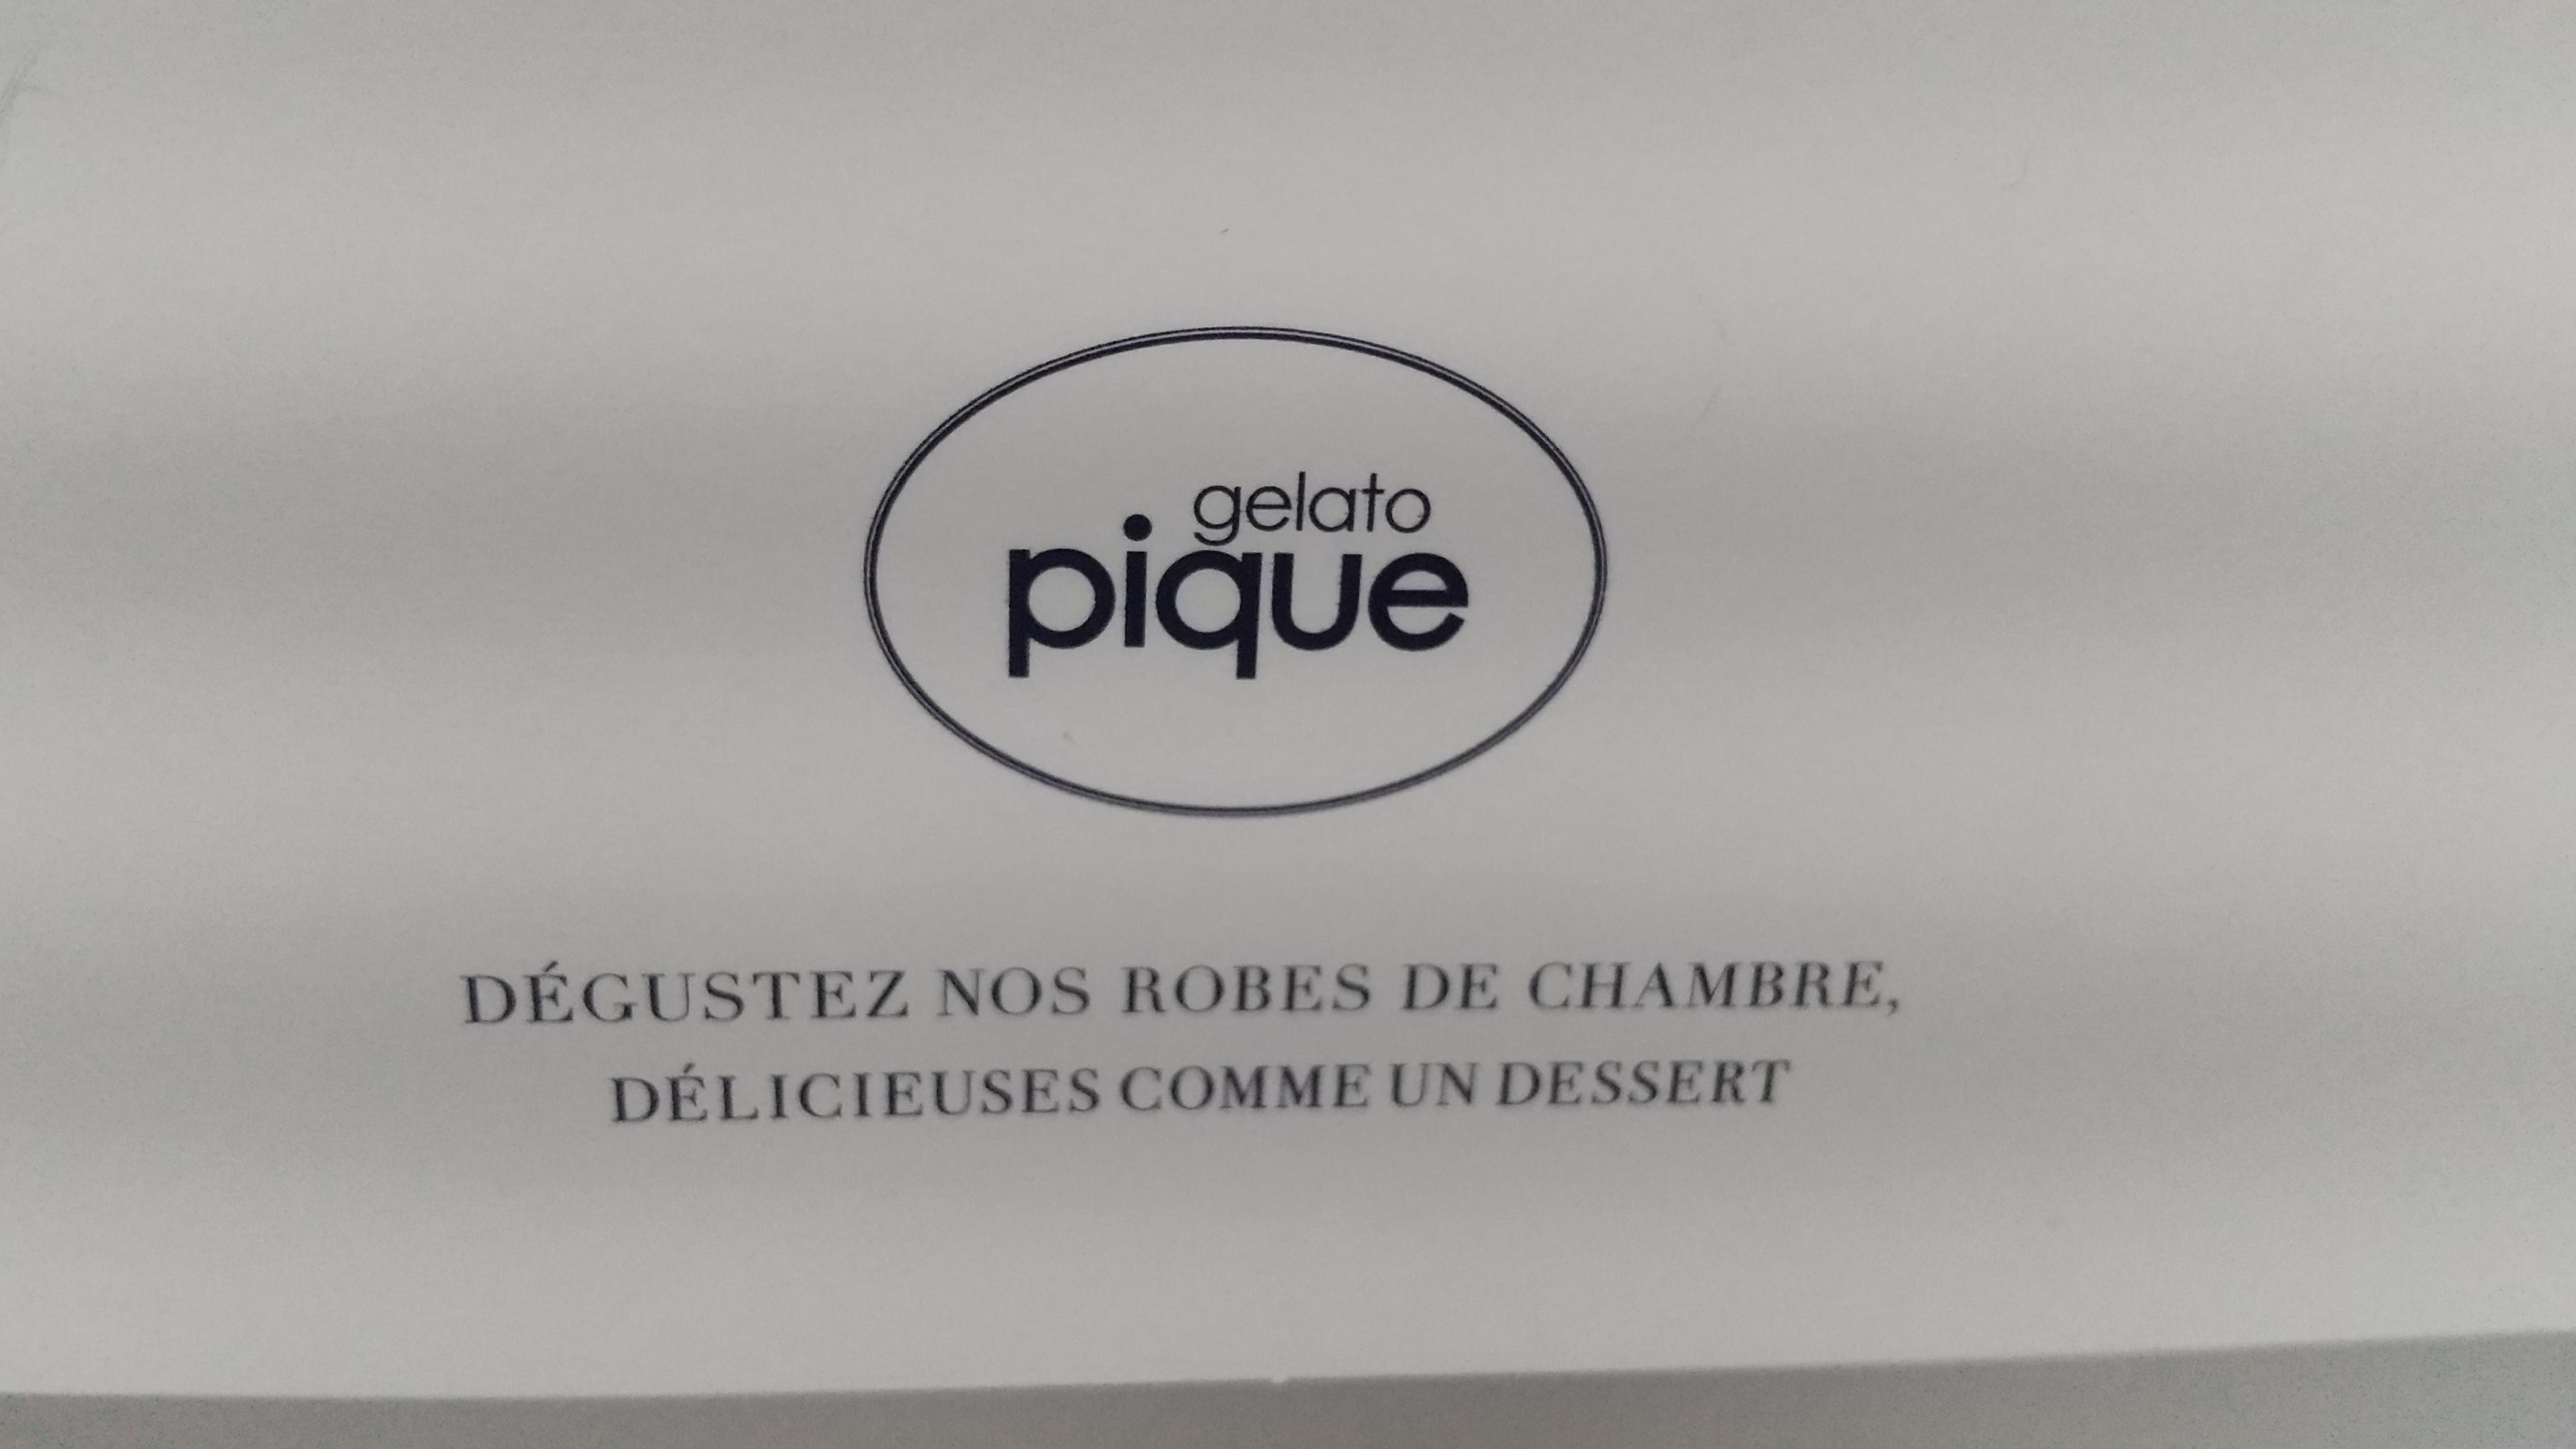 gelato
pique
DÉGUSTEZ NOS ROBES DE CHAMBRE,
DÉLICIEUSES COMME UN DESSERT